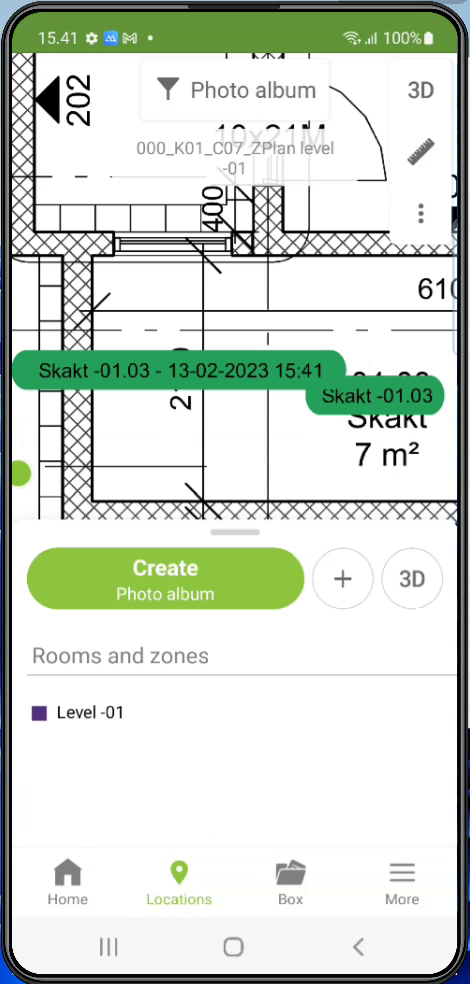 15.41
100%
Photo album
3D
202
10x21M
000_K01_C07_ZPlan level
-01
400
610
Skakt -01.03 - 13-02-2023 15:41
Skakt -01.03
Skakt
7 m²
Create
Photo album
+
3D
Rooms and zones
Level -01
Home
Locations
Box
More